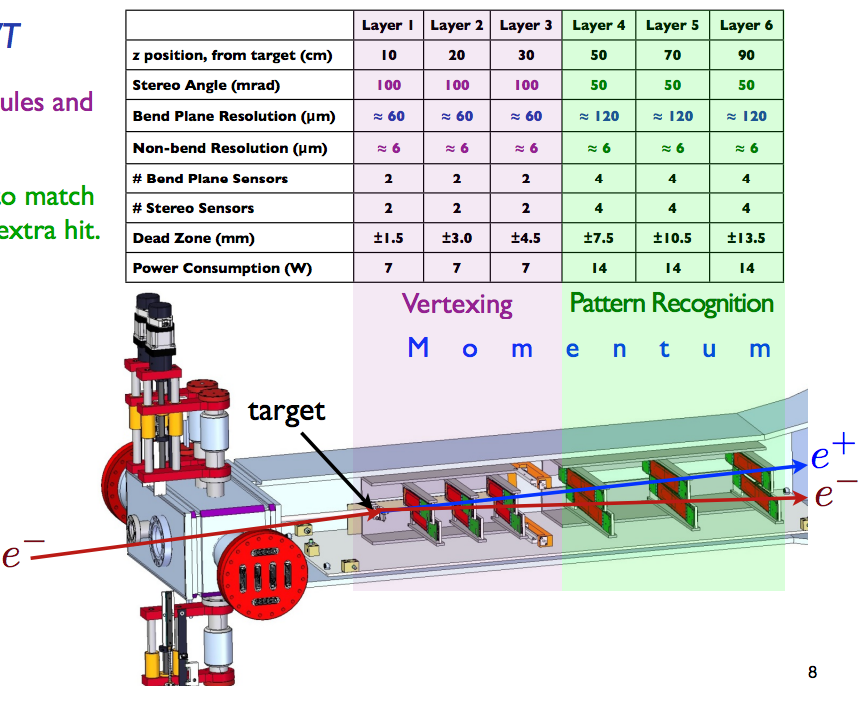 VT
ules and
to match
extra hit.
Layer 1 Layer 2 Layer 3 Layer 4 Layer 5 Layer 6
z position, from target (cm) 10 20 30 50 70 90
Stereo Angle (mrad) 100 100 100 50 50 50
Bend Plane Resolution (μm) ≈ 60 ≈ 60 ≈ 60 ≈ 120 ≈ 120 ≈ 120
Non-bend Resolution (μm) ≈ 6 ≈ 6 ≈ 6 ≈ 6 ≈ 6 ≈ 6
# Bend Plane Sensors 2 2 2 4 4 4
# Stereo Sensors 2 2 2 4 4 4
Dead Zone (mm) ±1.5 ±3.0 ±4.5 ±7.5 ±10.5 ±13.5
Power Consumption (W) 7 7 7 14 14 14
Vertexing Pattern Recognition
M o m e n t u m
target
e+
e−
e−
8